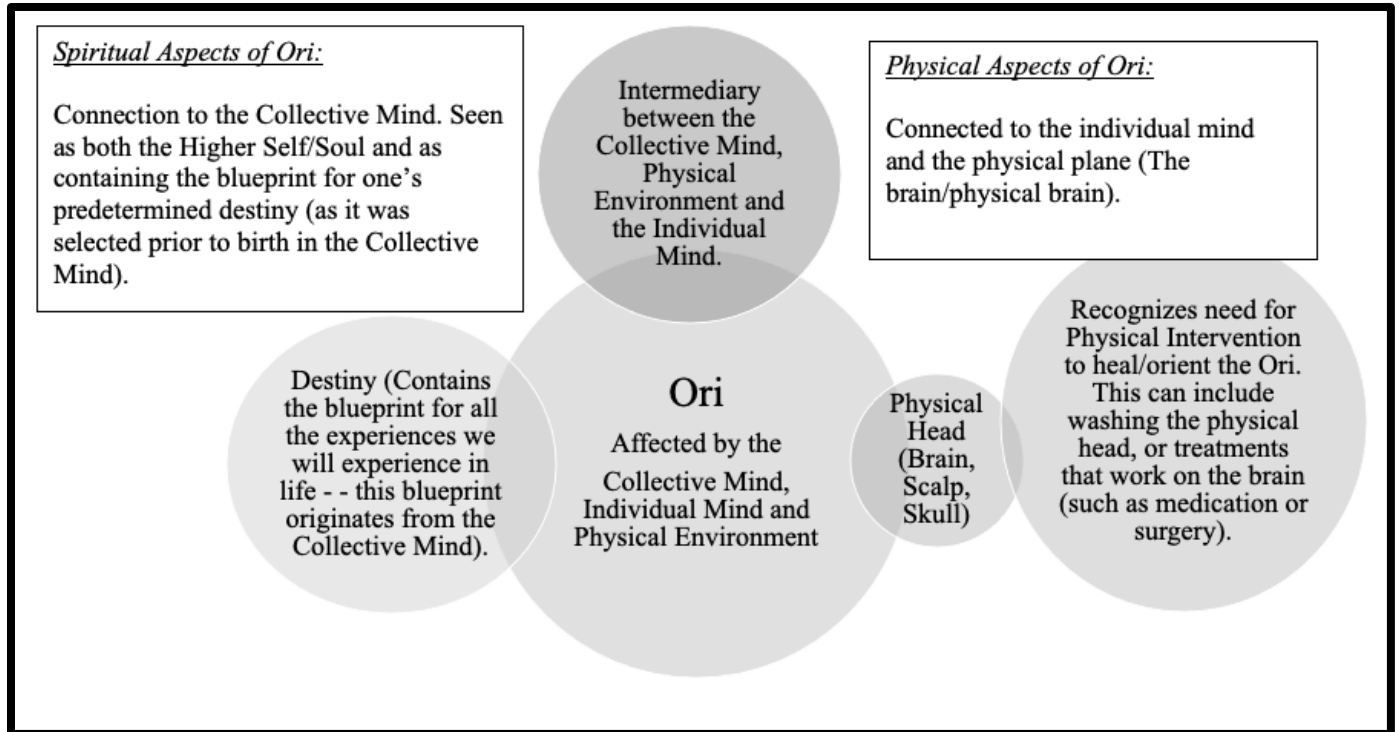 Spiritual Aspects of Ori:
Connection to the Collective Mind. Seen
as both the Higher Self/Soul and as
containing the blueprint for one's
predetermined destiny (as it was
selected prior to birth in the Collective
Mind).
Intermediary
between the
Collective Mind,
Physical
Environment and
the Individual
Mind.
Physical Aspects of Ori:
Connected to the individual mind
and the physical plane (The
brain/physical brain).
Destiny (Contains
the blueprint for all
the experiences we
will experience in
life - - this blueprint
originates from the
Collective Mind).
Ori
Affected by the
Collective Mind,
Individual Mind and
Physical Environment
Physical
Head
(Brain,
Scalp,
Skull)
Recognizes need for
Physical Intervention
to heal/orient the Ori.
This can include
washing the physical
head, or treatments
that work on the brain
(such as medication or
surgery).